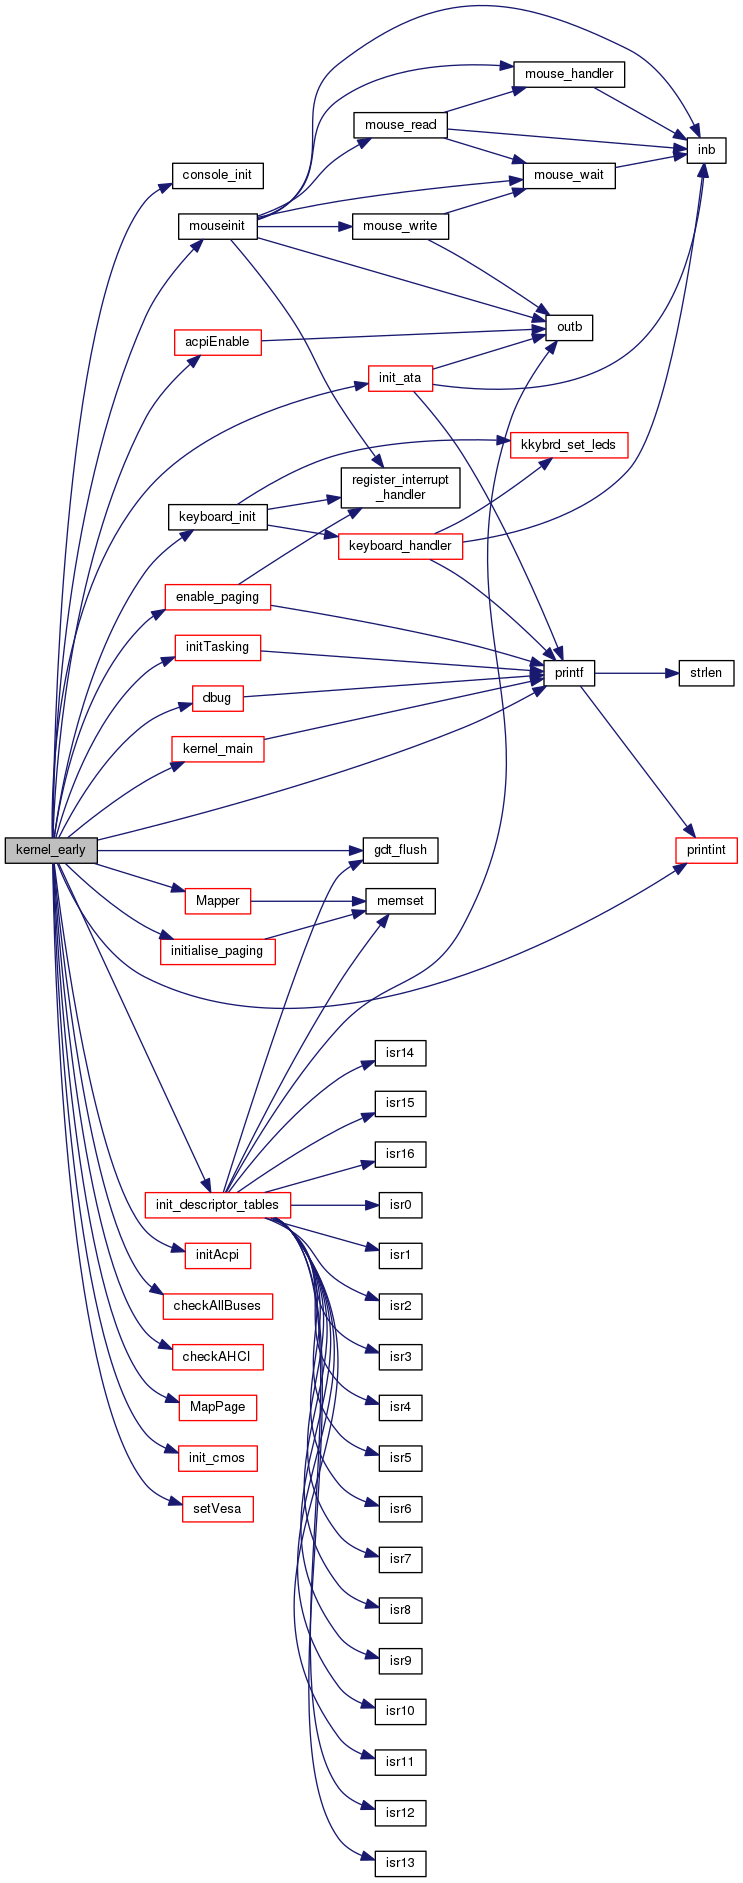 mouse_handler
mouse_read
inb
console_init
mouse_wait
mouseinit
mouse_write
outb
acpiEnable
init_ata
kkybrd_set_leds
register_interrupt
_handler
keyboard_init
keyboard_handler
enable_paging
initTasking
printf
strlen
dbug
kernel_main
kernel_early
gdt_flush
printint
Mapper
memset
initialise_paging
isr14
isr15
isr16
init_descriptor_tables
isr0
initAcpi
isr1
checkAllBuses
isr2
checkAHCI
isr3
MapPage
isr4
init_cmos
isr5
setVesa
isr6
isr7
isr8
isr9
isr10
isr11
isr12
isr13